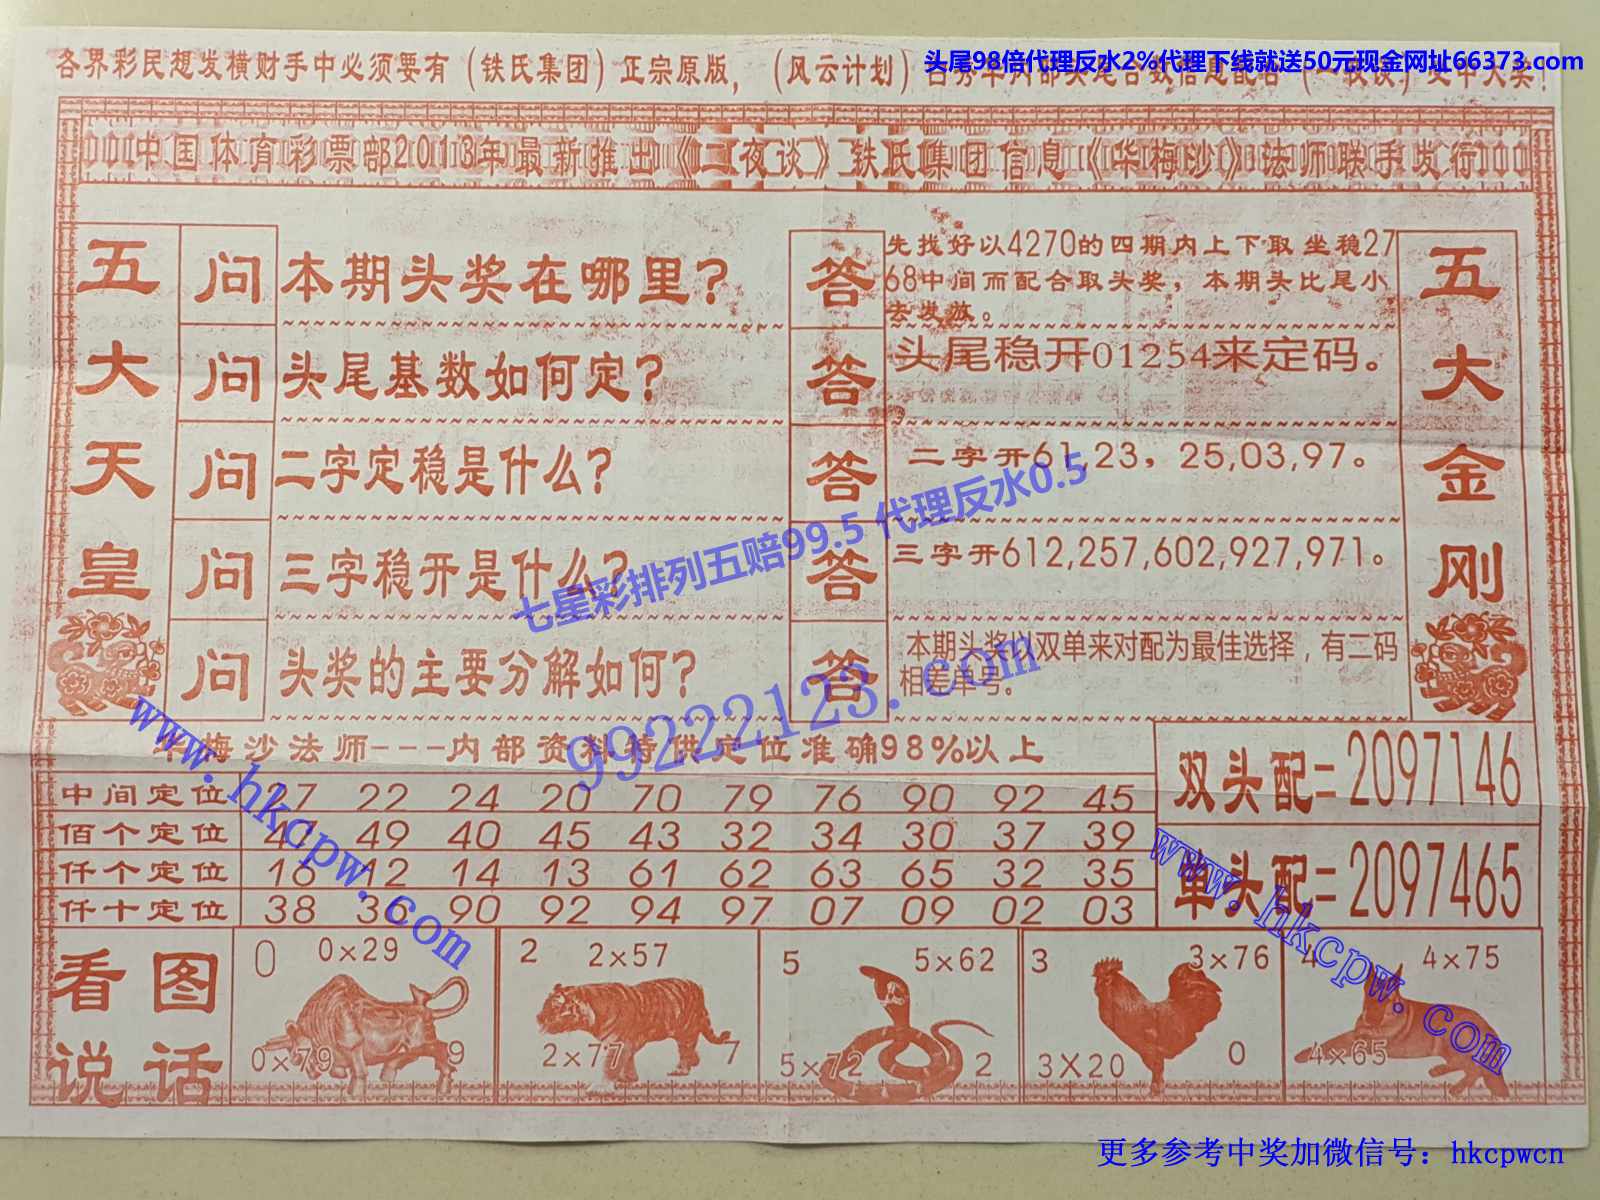 各界彩民想发横财手中必须要有（铁氏集团）正宗原版，（风云计划）
头尾98倍代理反水2%代理下线就送50元现金网址66373.com
中国体育彩票部2013年最新推出《二夜谈》铁氏集团信息《华梅沙》法师联手发行
五大天皇
问 本期头奖在哪里？
答 先找好以4270的四期内上下取坐稳27
68中间而配合取头奖，本期头比尾小
去发放。
问 头尾基数如何定？
答 头尾稳开01254来定码。
问 二字定稳是什么？
答 二字开61,23，25,03,97。
问 三字稳开是什么？
答 三字开612,257,602,927,971。
问 头奖的主要分解如何？
答 本期头奖以双单来对配为最佳选择，有二码
相差单号。
五大金刚
七星彩排列五赔99.5 代理反水0.5
99222123.com
www.hkcpw.com
华梅沙法师---内部资料特供定位准确98%以上
中间定位 27 22 24 20 70 79 76 90 92 45
佰个定位 47 49 40 45 43 32 34 30 37 39
仟个定位 16 12 14 13 61 62 63 65 32 35
仟十定位 38 36 90 92 94 97 07 09 02 03
双头配=2097146
单头配=2097465
www.hkcpw.com
看图
说话
0 0×29
0×79 9
2 2×57
2×77 7
5 5×62
5×72 2
3 3×76
3X20 0
4 4×75
4×65
更多参考中奖加微信号：hkcpwcn